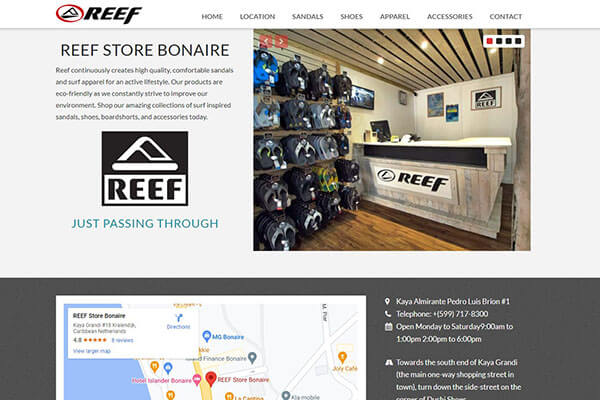 REEF
HOME LOCATION SANDALS SHOES APPAREL ACCESSORIES CONTACT
REEF STORE BONAIRE
Reef continuously creates high quality, comfortable sandals
and surf apparel for an active lifestyle. Our products are
eco-friendly as we constantly strive to improve our
environment. Shop our amazing collections of surf inspired
sandals, shoes, boardshorts, and accessories today.
REEF
JUST PASSING THROUGH
REEF
REEF
REEF Store Bonaire
Kaya Grandi #18 Kralendijk,
Caribbean Netherlands
4.8 ★★★★★ 8 reviews
View larger map
Directions
MG Bonaire
Island Finance Bonaire
Joly Café
Hotel Islander Bonaire
REEF Store Bonaire
La Cantina
Ala mobile
Kaya Almirante Pedro Luis Brion #1
Telephone: +(599) 717-8300
Open Monday to Saturday9:00am to
1:00pm 2:00pm to 6:00pm
Towards the south end of Kaya Grandi
(the main one-way shopping street in
town), turn down the side-street on the
corner of Dushi Shoes